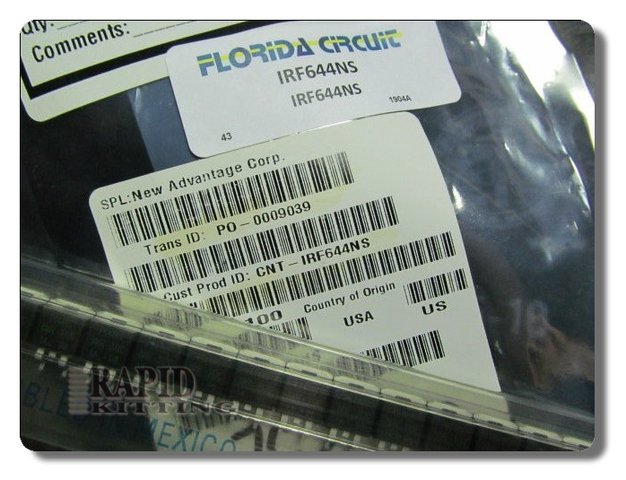 Qty:
Comments:
FLORIDA CIRCUIT
IRF644NS
IRF644NS
43
1904A
SPL:New Advantage Corp.
Trans ID: PO-0009039
Cust Prod ID: CNT-IRF644NS
100
Country of Origin
USA
US
RAPID
KITTING
MEXICO